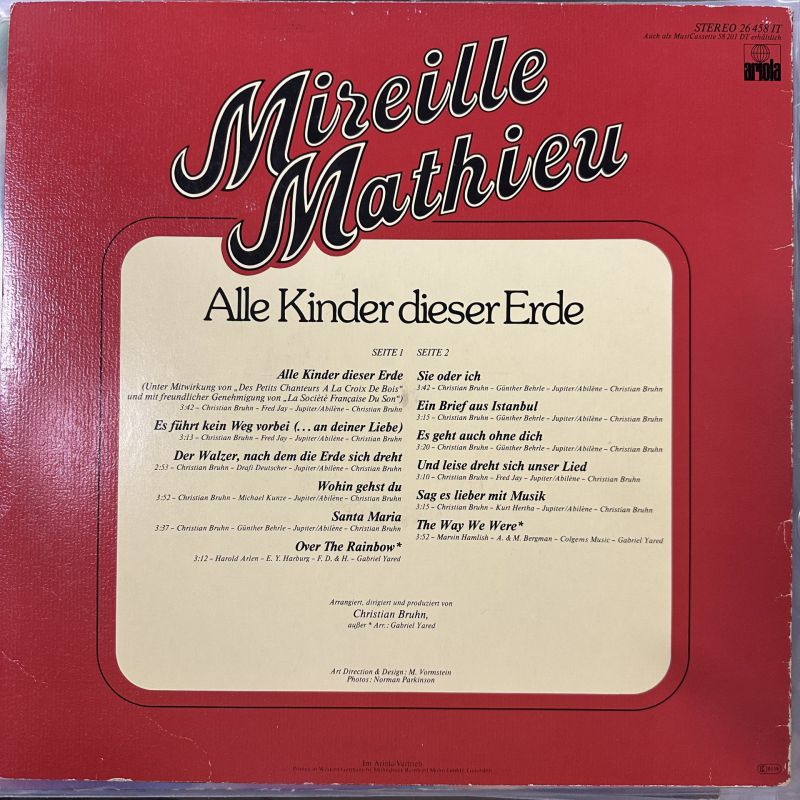 STEREO 26 458 IT
Auch als MusiCassette 58 201 DT erhältlich
ariola
Mireille
Mathieu
Alle Kinder dieser Erde
SEITE 1
Alle Kinder dieser Erde
(Unter Mitwirkung von „Des Petits Chanteurs A La Croix De Bois“
und mit freundlicher Genehmigung von „La Société Française Du Son“)
3:42 – Christian Bruhn – Fred Jay – Jupiter/Abilène – Christian Bruhn
Es führt kein Weg vorbei (...an deiner Liebe)
3:13 – Christian Bruhn – Fred Jay – Jupiter/Abilène – Christian Bruhn
Der Walzer, nach dem die Erde sich dreht
2:53 – Christian Bruhn – Drafi Deutscher – Jupiter/Abilène – Christian Bruhn
Wohin gehst du
3:52 – Christian Bruhn – Michael Kunze – Jupiter/Abilène – Christian Bruhn
Santa Maria
3:37 – Christian Bruhn – Günther Behrle – Jupiter/Abilène – Christian Bruhn
Over The Rainbow*
3:12 – Harold Arlen – E. Y. Harburg – F. D. & H. – Gabriel Yared
SEITE 2
Sie oder ich
3:42 – Christian Bruhn – Günther Behrle – Jupiter/Abilène – Christian Bruhn
Ein Brief aus Istanbul
3:15 – Christian Bruhn – Günther Behrle – Jupiter/Abilène – Christian Bruhn
Es geht auch ohne dich
3:20 – Christian Bruhn – Günther Behrle – Jupiter/Abilène – Christian Bruhn
Und leise dreht sich unser Lied
3:10 – Christian Bruhn – Fred Jay – Jupiter/Abilène – Christian Bruhn
Sag es lieber mit Musik
3:15 – Christian Bruhn – Kurt Hertha – Jupiter/Abilène – Christian Bruhn
The Way We Were*
3:52 – Marvin Hamlish – A. & M. Bergman – Colgems Music – Gabriel Yared
Arrangiert, dirigiert und produziert von
Christian Bruhn,
außer * Arr.: Gabriel Yared
Art Direction & Design: M. Vormstein
Photos: Norman Parkinson
Im Ariola-Vertrieb
Printed in Western Germany by Mohndruck Reinhard Mohn GmbH, Gütersloh